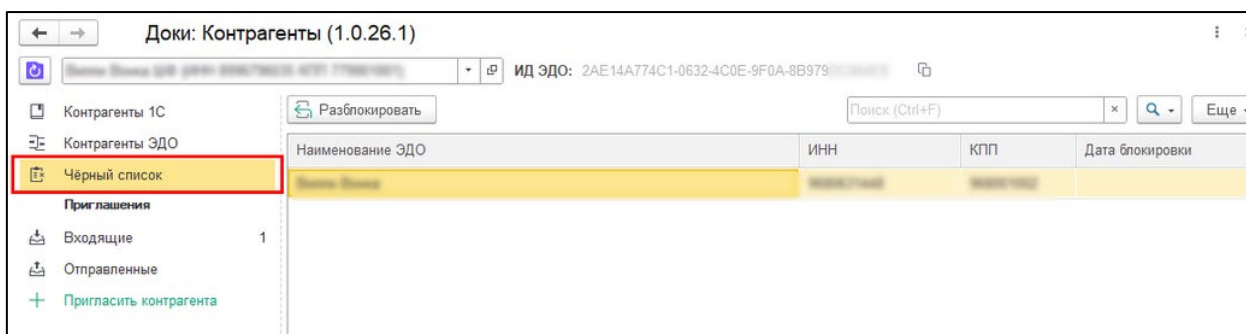 Доки: Контрагенты (1.0.26.1)
ИД ЭДО: 2AE14A774C1-0632-4C0E-9F0A-8B979
Контрагенты 1С
Разблокировать
Поиск (Ctrl+F)
×
Еще
Контрагенты ЭДО
Наименование ЭДО ИНН КПП Дата блокировки
Чёрный список
Приглашения
Входящие 1
Отправленные
+ Пригласить контрагента